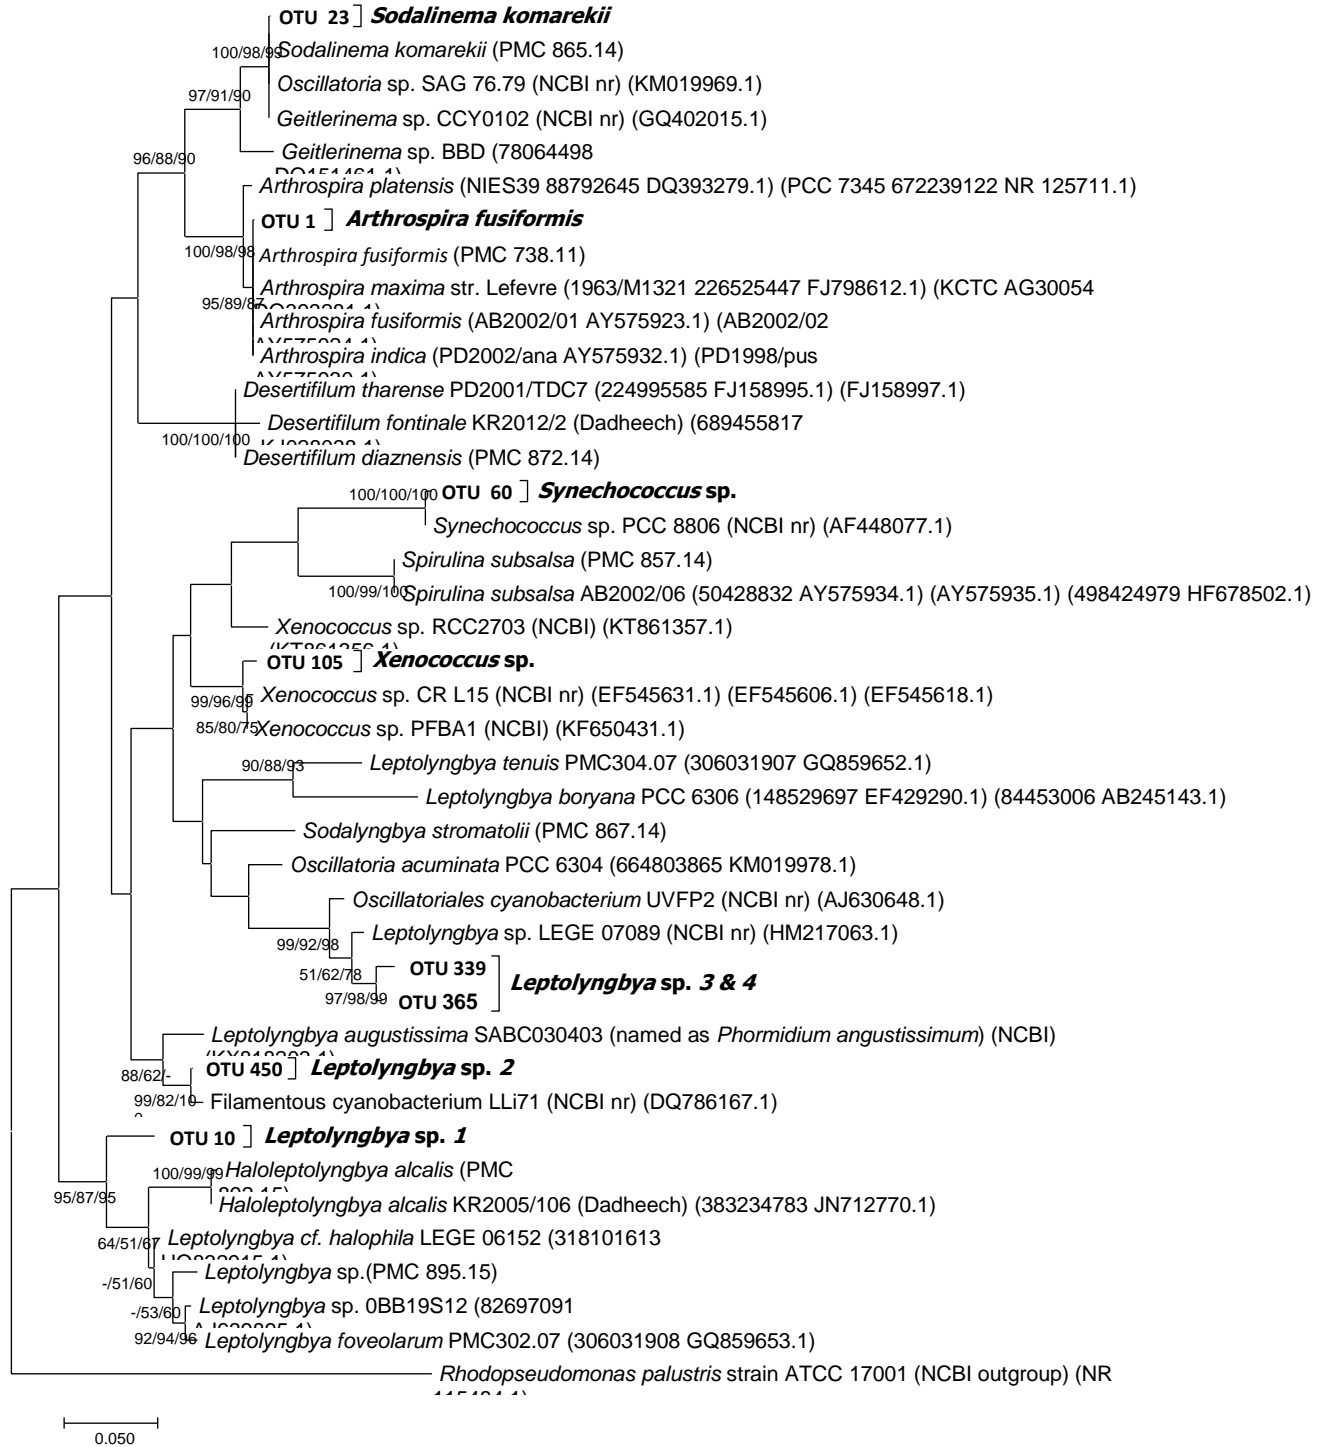 OTU 23 Sodalinema komarekii
100/98/99
Sodalinema komarekii (PMC 865.14)
Oscillatoria sp. SAG 76.79 (NCBI nr) (KM019969.1)
97/91/90
Geitlerinema sp. CCY0102 (NCBI nr) (GQ402015.1)
96/88/90
Geitlerinema sp. BBD (78064498
Arthrospira platensis (NIES39 88792645 DQ393279.1) (PCC 7345 672239122 NR 125711.1)
OTU 1 Arthrospira fusiformis
100/98/98
Arthrospira fusiformis (PMC 738.11)
Arthrospira maxima str. Lefevre (1963/M1321 226525447 FJ798612.1) (KCTC AG30054
95/89/87
Arthrospira fusiformis (AB2002/01 AY575923.1) (AB2002/02
Arthrospira indica (PD2002/ana AY575932.1) (PD1998/pus
Desertifilum tharense PD2001/TDC7 (224995585 FJ158995.1) (FJ158997.1)
Desertifilum fontinale KR2012/2 (Dadheech) (689455817
100/100/100
Desertifilum diaznensis (PMC 872.14)
100/100/100
OTU 60 Synechococcus sp.
Synechococcus sp. PCC 8806 (NCBI nr) (AF448077.1)
Spirulina subsalsa (PMC 857.14)
100/99/100
Spirulina subsalsa AB2002/06 (50428832 AY575934.1) (AY575935.1) (498424979 HF678502.1)
Xenococcus sp. RCC2703 (NCBI) (KT861357.1)
OTU 105 Xenococcus sp.
99/96/99
Xenococcus sp. CR L15 (NCBI nr) (EF545631.1) (EF545606.1) (EF545618.1)
85/80/75
Xenococcus sp. PFBA1 (NCBI) (KF650431.1)
90/88/93
Leptolyngbya tenuis PMC304.07 (306031907 GQ859652.1)
Leptolyngbya boryana PCC 6306 (148529697 EF429290.1) (84453006 AB245143.1)
Sodalyngbya stromatolii (PMC 867.14)
Oscillatoria acuminata PCC 6304 (664803865 KM019978.1)
Oscillatoriales cyanobacterium UVFP2 (NCBI nr) (AJ630648.1)
99/92/98
Leptolyngbya sp. LEGE 07089 (NCBI nr) (HM217063.1)
51/62/78
OTU 339
Leptolyngbya sp. 3 & 4
97/98/99
OTU 365
Leptolyngbya augustissima SABC030403 (named as Phormidium angustissimum) (NCBI)
88/62/-
OTU 450 Leptolyngbya sp. 2
99/82/10
Filamentous cyanobacterium LLi71 (NCBI nr) (DQ786167.1)
OTU 10 Leptolyngbya sp. 1
100/99/99
Haloleptolyngbya alcalis (PMC
95/87/95
Haloleptolyngbya alcalis KR2005/106 (Dadheech) (383234783 JN712770.1)
64/51/67
Leptolyngbya cf. halophila LEGE 06152 (318101613
-/51/60
Leptolyngbya sp.(PMC 895.15)
-/53/60
Leptolyngbya sp. 0BB19S12 (82697091
92/94/96
Leptolyngbya foveolarum PMC302.07 (306031908 GQ859653.1)
Rhodopseudomonas palustris strain ATCC 17001 (NCBI outgroup) (NR
0.050